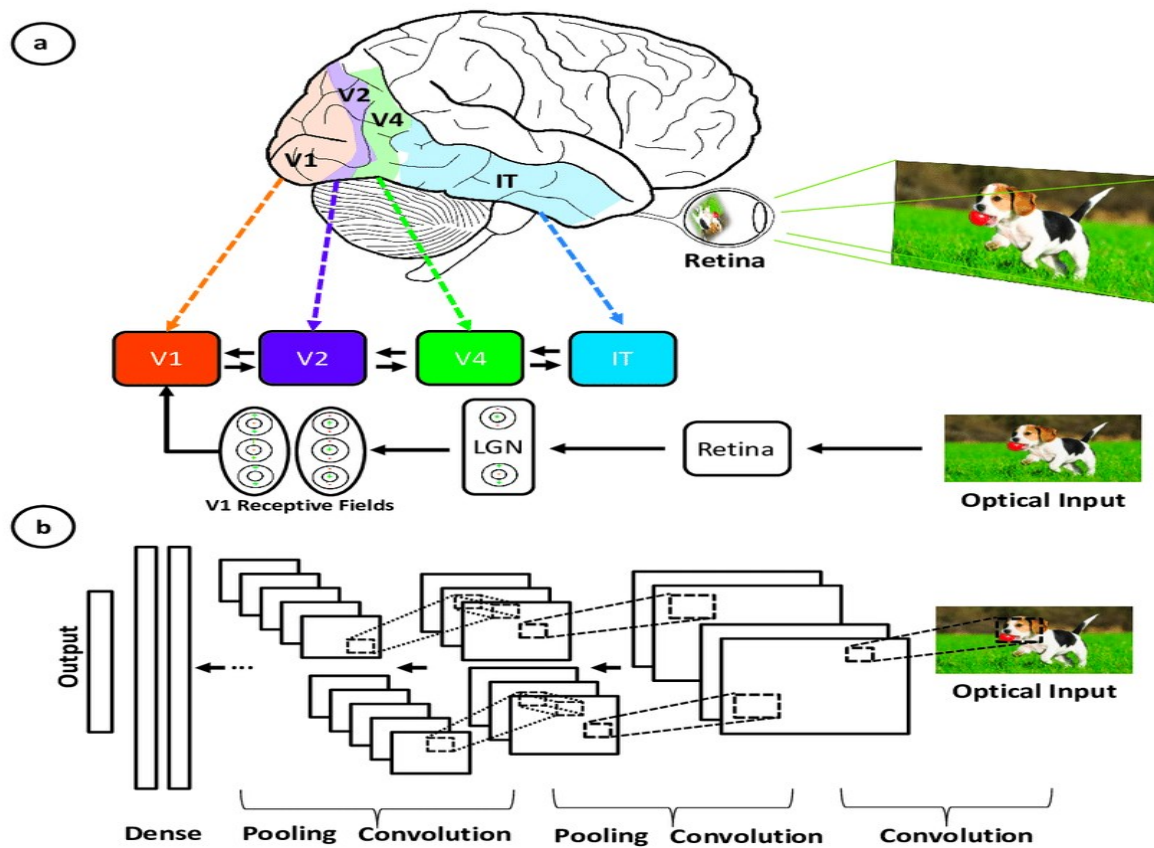 a
V2
V4
V1
IT
Retina
V1
V2
V4
IT
LGN
Retina
V1 Receptive Fields
Optical Input
b
Output
...
Optical Input
Dense
Pooling
Convolution
Pooling
Convolution
Convolution